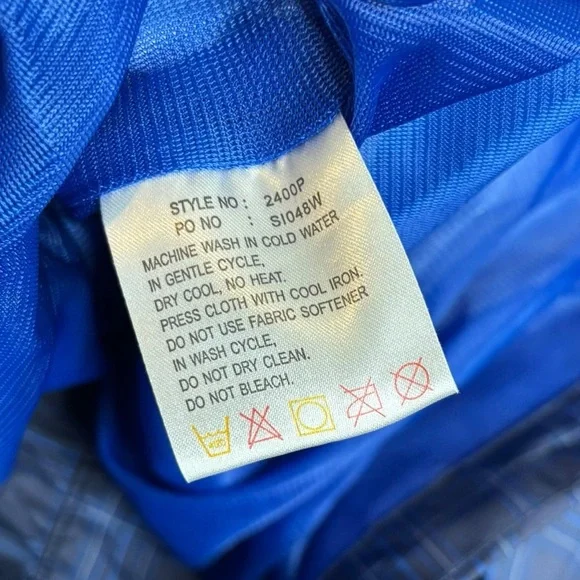 STYLE NO : 2400P
PO NO : S1048W
MACHINE WASH IN COLD WATER
IN GENTLE CYCLE,
DRY COOL, NO HEAT.
PRESS CLOTH WITH COOL IRON.
DO NOT USE FABRIC SOFTENER
IN WASH CYCLE,
DO NOT DRY CLEAN.
DO NOT BLEACH.